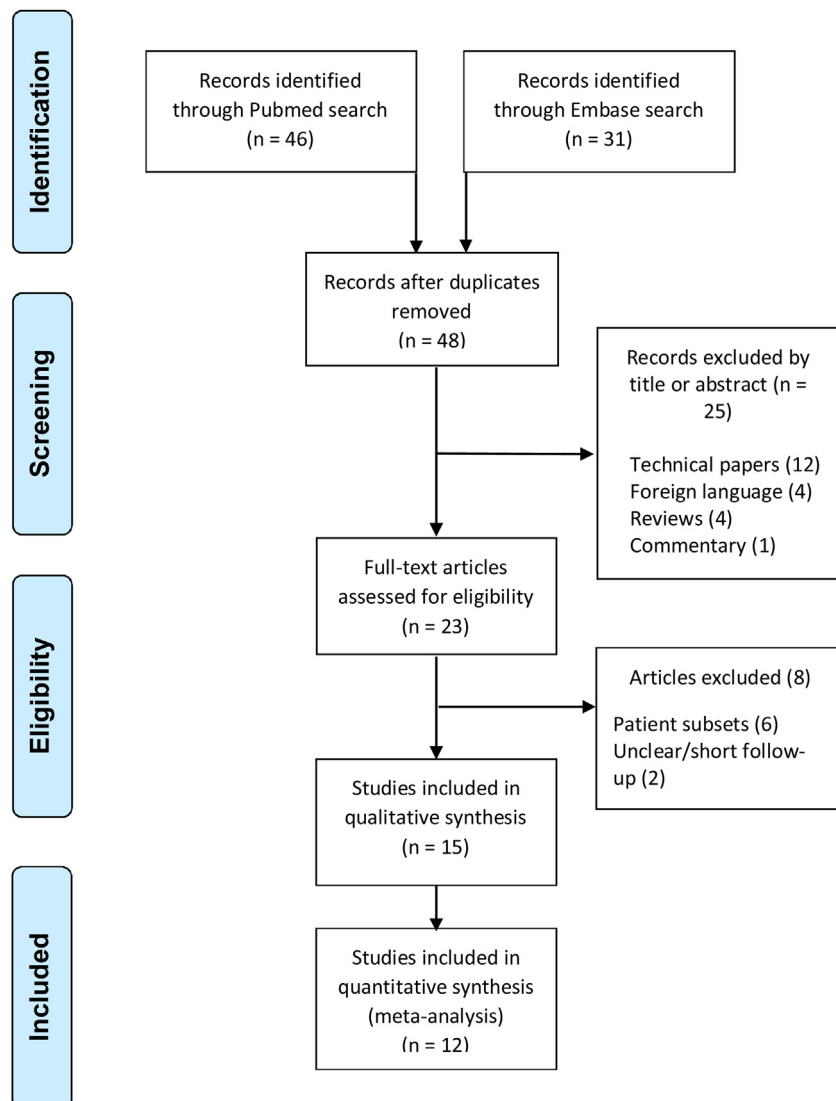 Identification
Records identified
through Pubmed search
(n = 46)
Records identified
through Embase search
(n = 31)
Records after duplicates
removed
(n = 48)
Screening
Records excluded by
title or abstract (n =
25)
Technical papers (12)
Foreign language (4)
Reviews (4)
Commentary (1)
Full-text articles
assessed for eligibility
(n = 23)
Eligibility
Articles excluded (8)
Patient subsets (6)
Unclear/short follow-
up (2)
Studies included in
qualitative synthesis
(n = 15)
Included
Studies included in
quantitative synthesis
(meta-analysis)
n = 12)